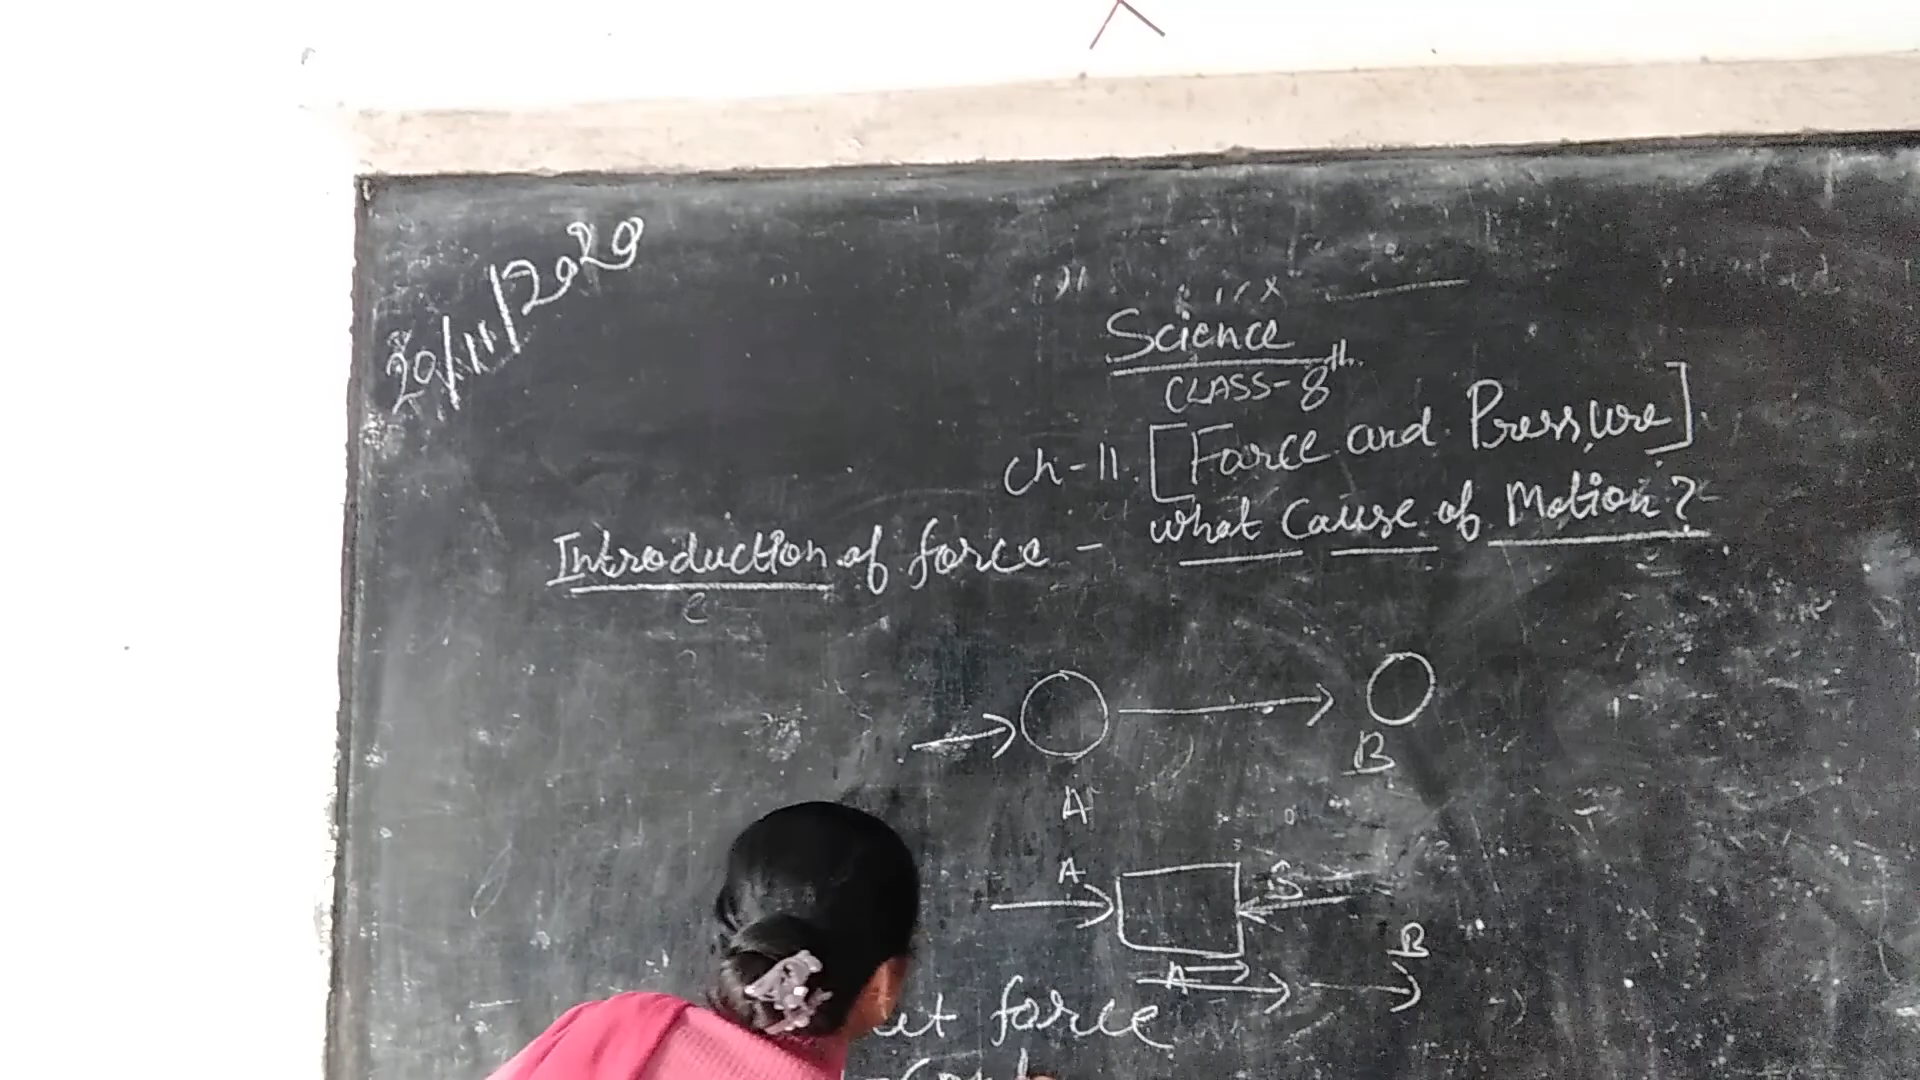 20/11/2020
Science
CLASS-8th
Ch-11. [Force and Pressure].
Introduction of force - what Cause of Motion?
A
B
A
B
A
force